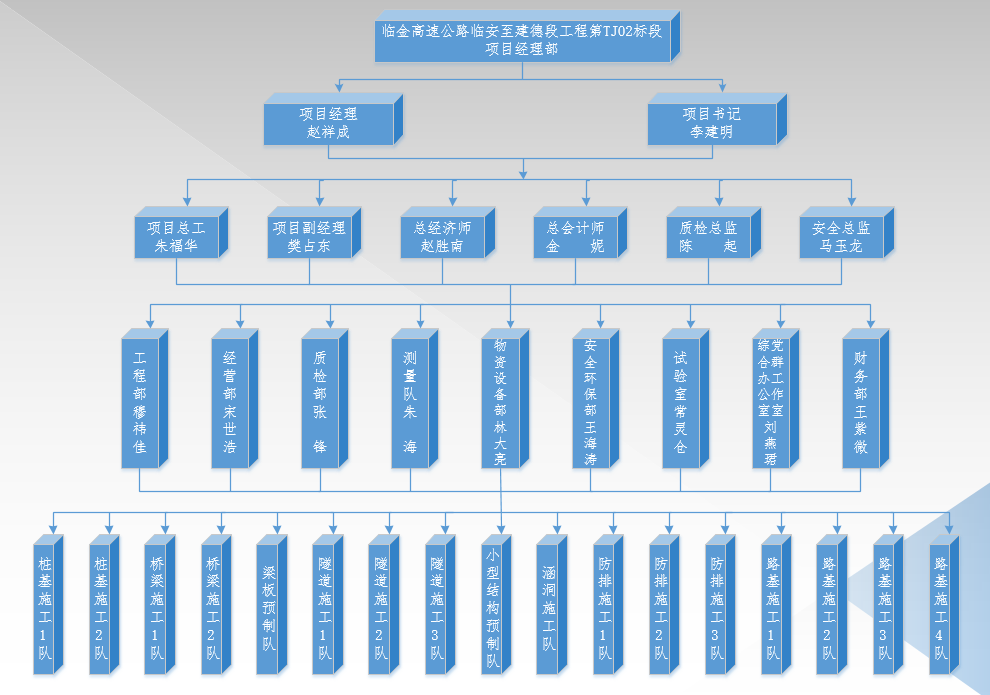 临金高速公路临安至建德段工程第TJ02标段
项目经理部
项目经理
赵祥成
项目书记
李建明
项目总工
朱福华
项目副经理
樊占东
总经济师
赵胜南
总会计师
金 妮
质检总监
陈 起
安全总监
马玉龙
工程部穆祎佳
经营部宋世浩
质检部张 锋
测量队朱 海
物资设备部林大亮
安全环保部王海涛
试验室常灵仓
综合办公室
党群工作室
刘燕珺
财务部王紫微
桩基施工1队
桩基施工2队
桥梁施工1队
桥梁施工2队
梁板预制队
隧道施工1队
隧道施工2队
隧道施工3队
小型结构预制队
涵洞施工队
防排施工1队
防排施工2队
防排施工3队
路基施工1队
路基施工2队
路基施工3队
路基施工4队